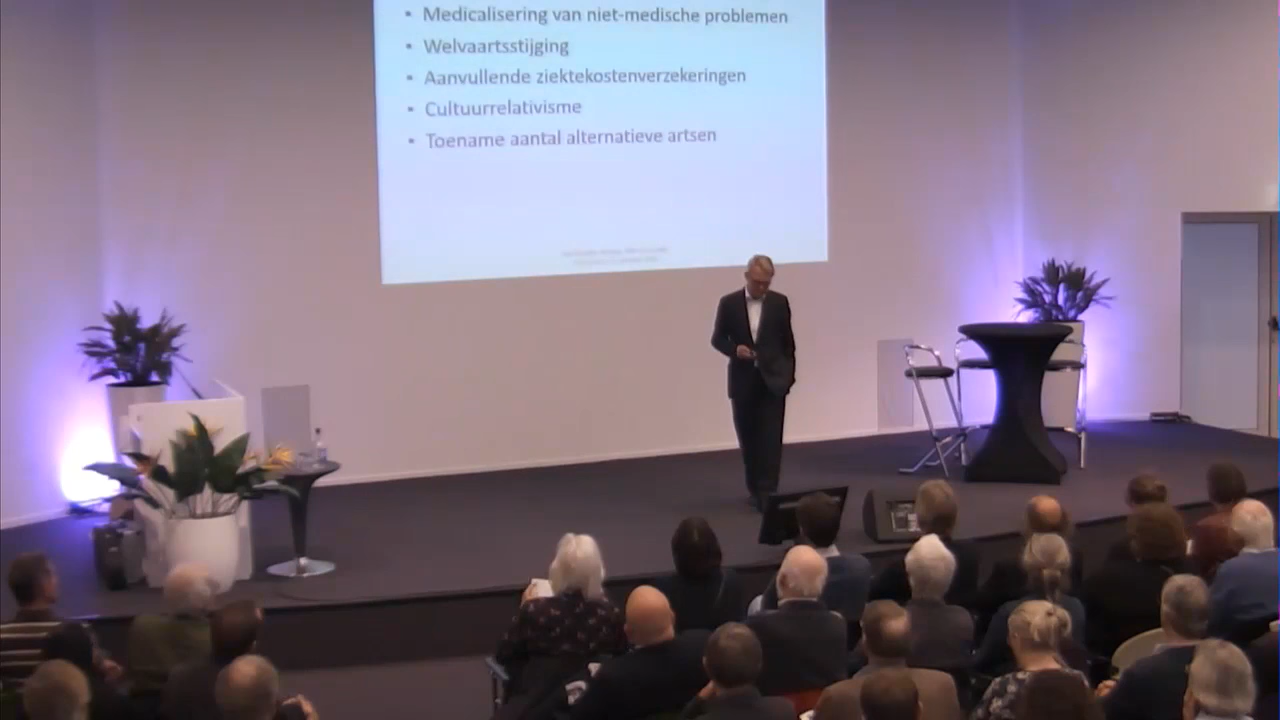 • Medicalisering van niet-medische problemen
• Welvaartsstijging
• Aanvullende ziektekostenverzekeringen
• Cultuurrelativisme
• Toename aantal alternatieve artsen